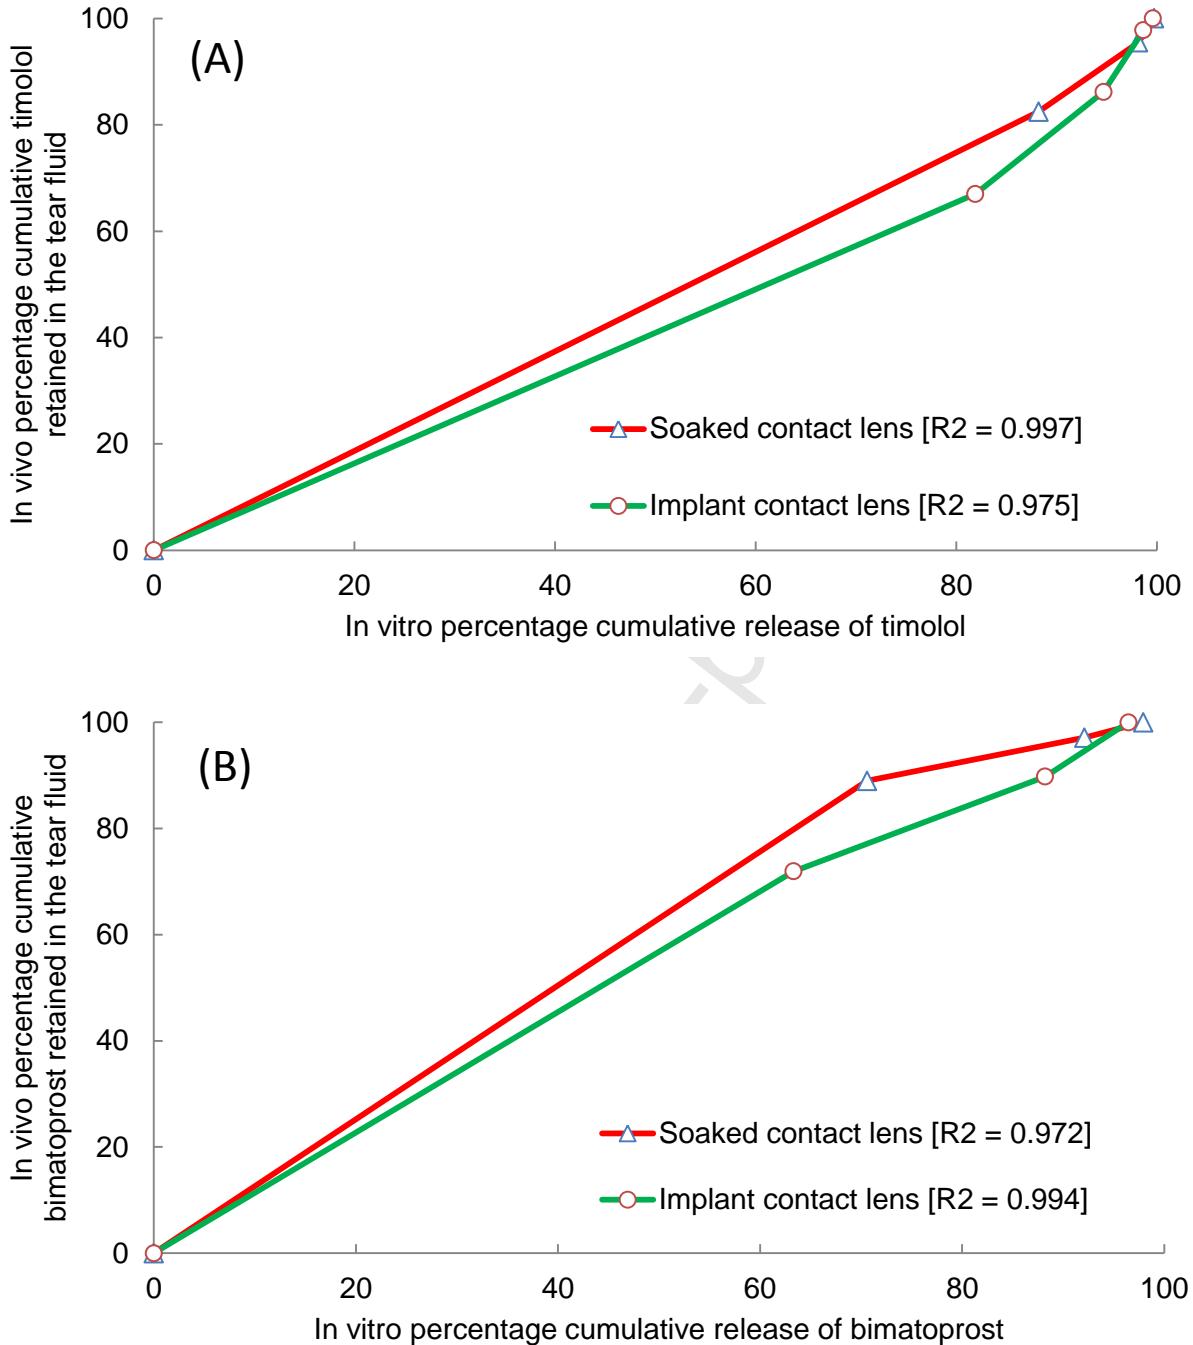 (A)
In vivo percentage cumulative timolol
retained in the tear fluid
100
80
60
40
20
0
Soaked contact lens [R2 = 0.997]
Implant contact lens [R2 = 0.975]
0 20 40 60 80 100
In vitro percentage cumulative release of timolol
(B)
In vivo percentage cumulative
bimatoprost retained in the tear fluid
100
80
60
40
20
0
Soaked contact lens [R2 = 0.972]
Implant contact lens [R2 = 0.994]
0 20 40 60 80 100
In vitro percentage cumulative release of bimatoprost